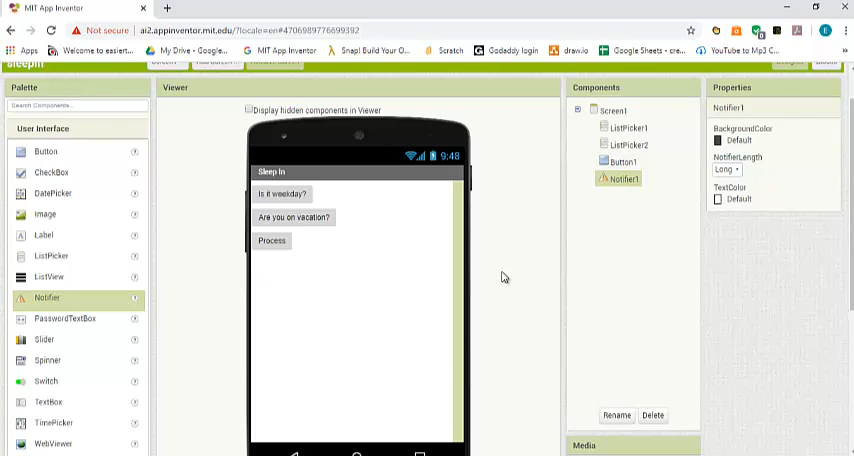 MIT App Inventor
Not secure | ai2.appinventor.mit.edu/?locale=en#4706989776699392
Apps
Welcome to easiert...
My Drive - Google...
MIT App Inventor
Snap! Build Your O...
Scratch
Godaddy login
draw.io
Google Sheets - cre...
YouTube to Mp3 C...
Palette
Viewer
Components
Properties
Search Components...
User Interface
Button
CheckBox
DatePicker
Image
Label
ListPicker
ListView
Notifier
PasswordTextBox
Slider
Spinner
Switch
TextBox
TimePicker
WebViewer
Display hidden components in Viewer
9:48
Sleep In
Is it weekday?
Are you on vacation?
Process
Screen1
ListPicker1
ListPicker2
Button1
Notifier1
Rename
Delete
Media
Notifier1
BackgroundColor
Default
NotifierLength
Long
TextColor
Default